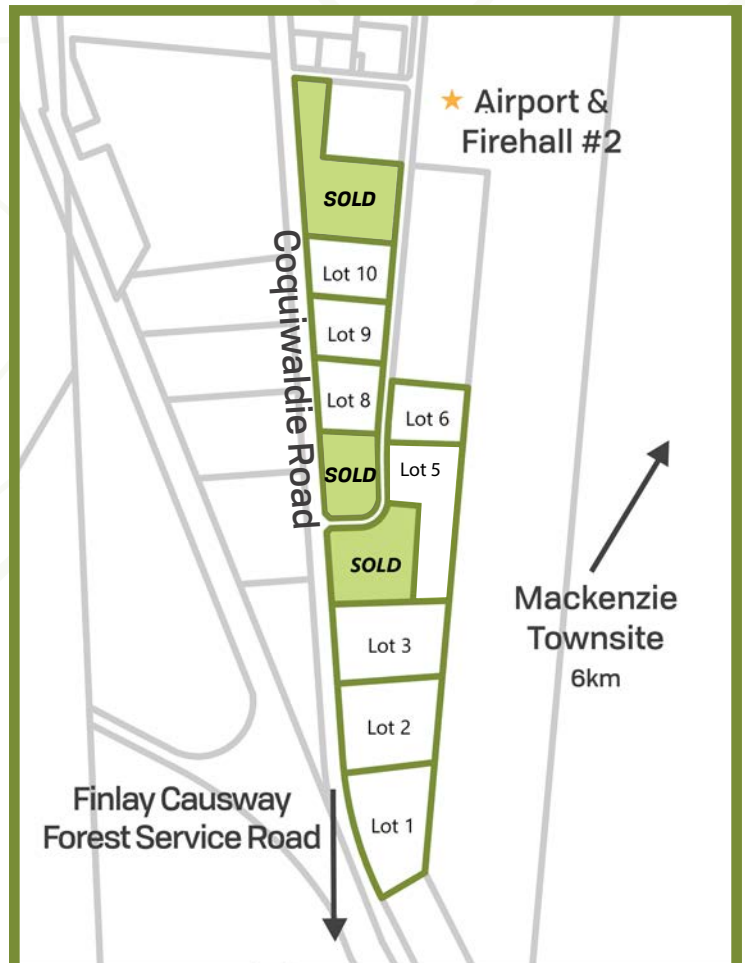 Airport &
Firehall #2
SOLD
Coquiwaldie Road
Lot 10
Lot 9
Lot 8
Lot 6
Lot 5
SOLD
SOLD
Mackenzie
Townsite
6km
Lot 3
Lot 2
Finlay Causway
Forest Service Road
Lot 1